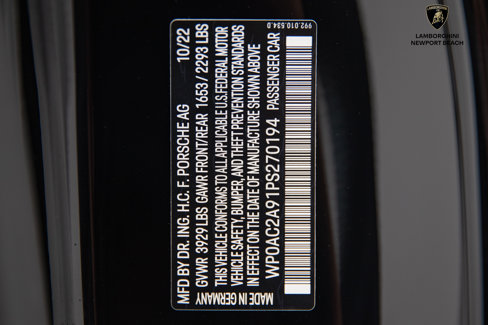 992.010.534.0
MFD BY DR. ING. H.C. F. PORSCHE AG 10/22
GVWR 3929 LBS GAWR FRONT/REAR 1653 / 2293 LBS
THIS VEHICLE CONFORMS TO ALL APPLICABLE U.S. FEDERAL MOTOR
VEHICLE SAFETY, BUMPER, AND THEFT PREVENTION STANDARDS
IN EFFECT ON THE DATE OF MANUFACTURE SHOWN ABOVE
WP0AC2A91PS270194 PASSENGER CAR
MADE IN GERMANY
LAMBORGHINI
NEWPORT BEACH